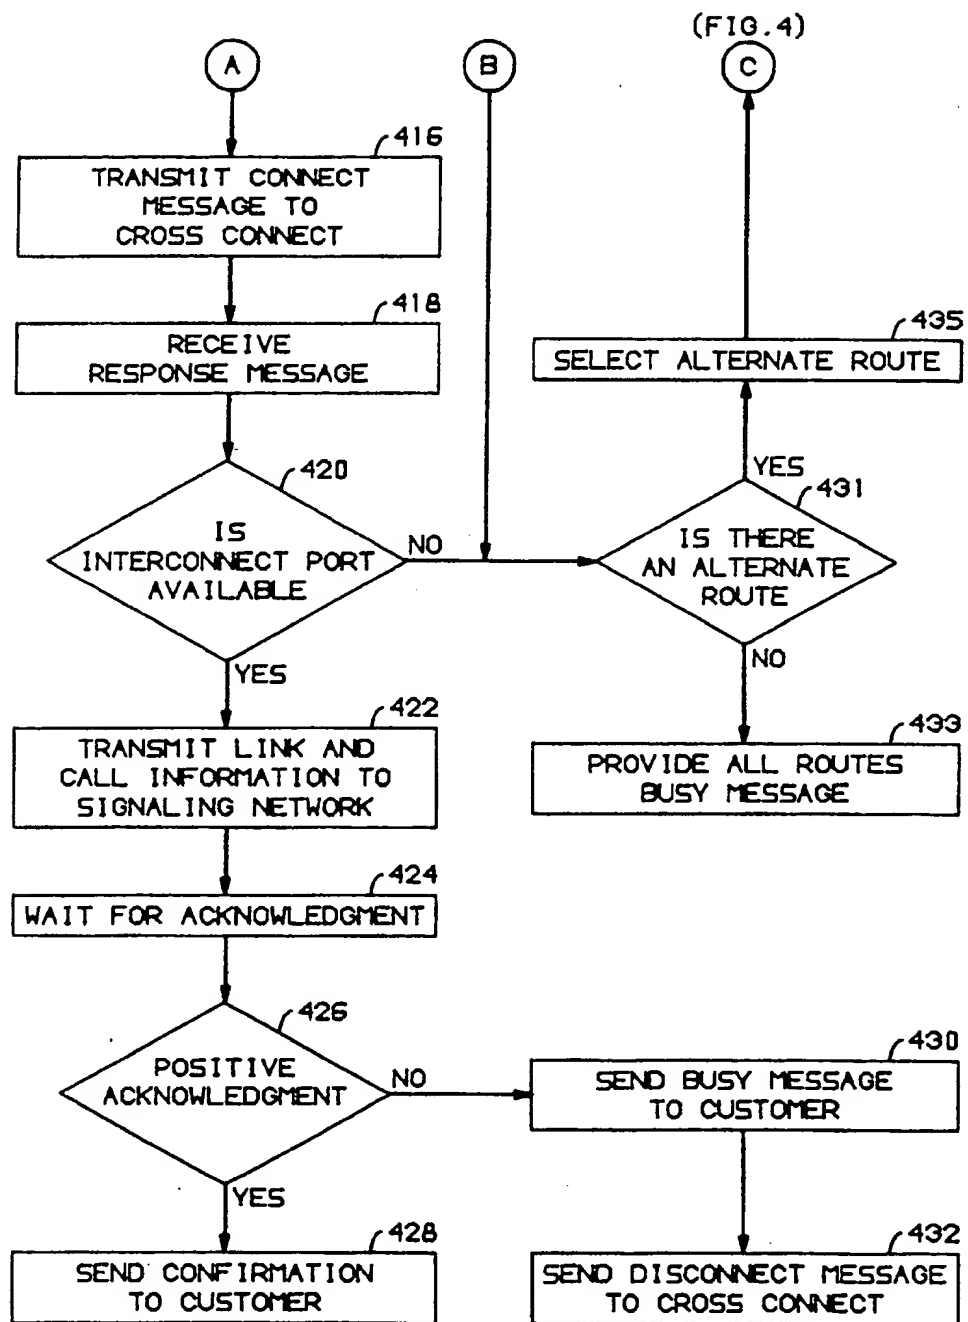 (FIG.4)
A
B
C
416
TRANSMIT CONNECT
MESSAGE TO
CROSS CONNECT
418
RECEIVE
RESPONSE MESSAGE
435
SELECT ALTERNATE ROUTE
420
IS
INTERCONNECT PORT
AVAILABLE
NO
YES
YES
431
IS THERE
AN ALTERNATE
ROUTE
NO
422
TRANSMIT LINK AND
CALL INFORMATION TO
SIGNALING NETWORK
433
PROVIDE ALL ROUTES
BUSY MESSAGE
424
WAIT FOR ACKNOWLEDGMENT
426
POSITIVE
ACKNOWLEDGMENT
NO
YES
430
SEND BUSY MESSAGE
TO CUSTOMER
428
SEND CONFIRMATION
TO CUSTOMER
432
SEND DISCONNECT MESSAGE
TO CROSS CONNECT